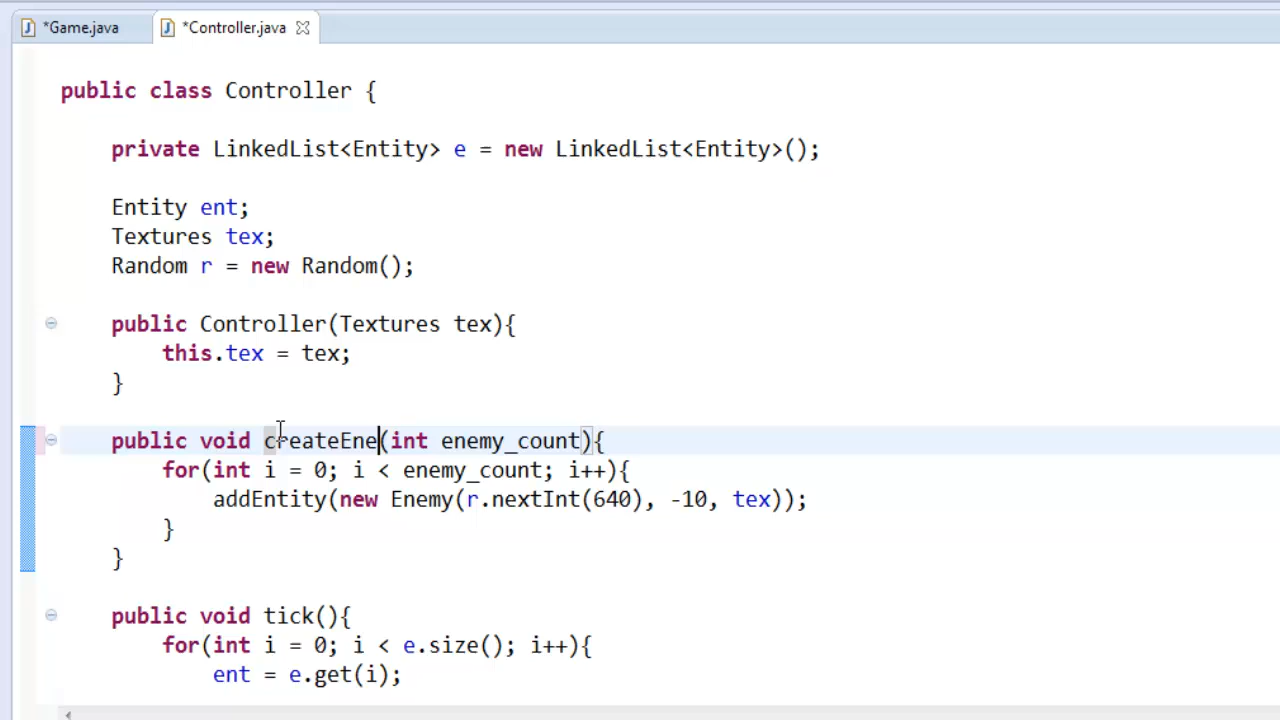 *Game.java *Controller.java
public class Controller {
private LinkedList<Entity> e = new LinkedList<Entity>();
Entity ent;
Textures tex;
Random r = new Random();
public Controller(Textures tex){
this.tex = tex;
}
public void createEne(int enemy_count){
for(int i = 0; i < enemy_count; i++){
addEntity(new Enemy(r.nextInt(640), -10, tex));
}
}
public void tick(){
for(int i = 0; i < e.size(); i++){
ent = e.get(i);